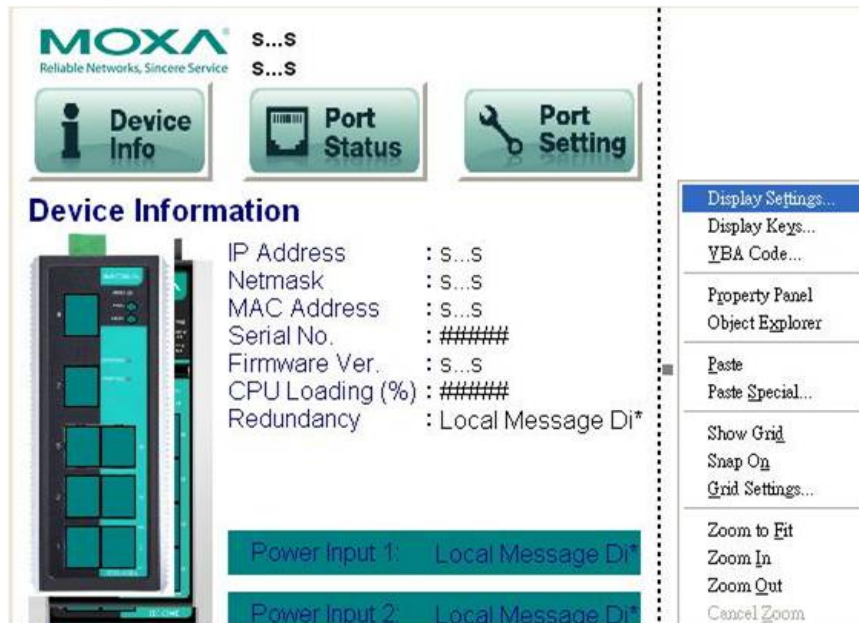 MOXA
Reliable Networks, Sincere Service
s...s
s...s
Device Info
Port Status
Port Setting
Device Information
IP Address : s...s
Netmask : s...s
MAC Address : s...s
Serial No. : #####
Firmware Ver. : s...s
CPU Loading (%) : #####
Redundancy : Local Message Di*
Power Input 1: Local Message Di*
Power Input 2: Local Message Di*
Display Settings...
Display Keys...
VBA Code...
Property Panel
Object Explorer
Paste
Paste Special...
Show Grid
Snap On
Grid Settings...
Zoom to Fit
Zoom In
Zoom Out
Cancel Zoom